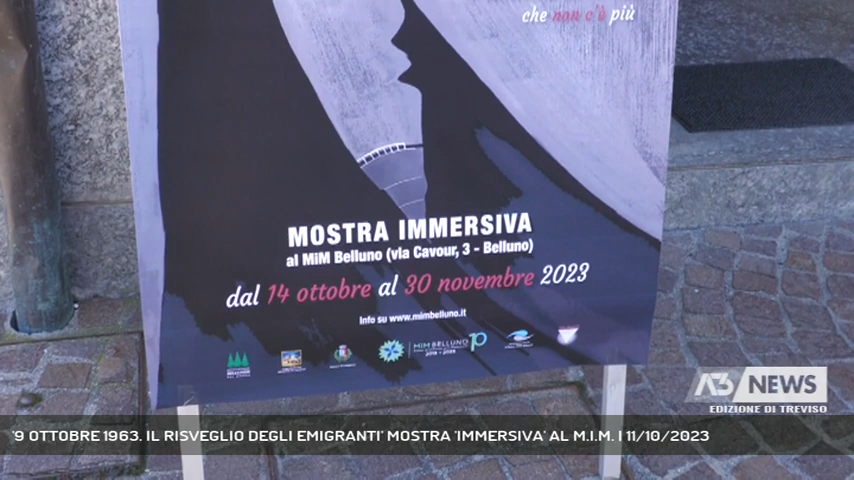 che non c'è più
MOSTRA IMMERSIVA
al MiM Belluno (via Cavour, 3 - Belluno)
dal 14 ottobre al 30 novembre 2023
Info su www.mimbelluno.it
MiM BELLUNO
A3 NEWS
EDIZIONE DI TREVISO
'9 OTTOBRE 1963. IL RISVEGLIO DEGLI EMIGRANTI' MOSTRA 'IMMERSIVA' AL M.I.M. | 11/10/2023